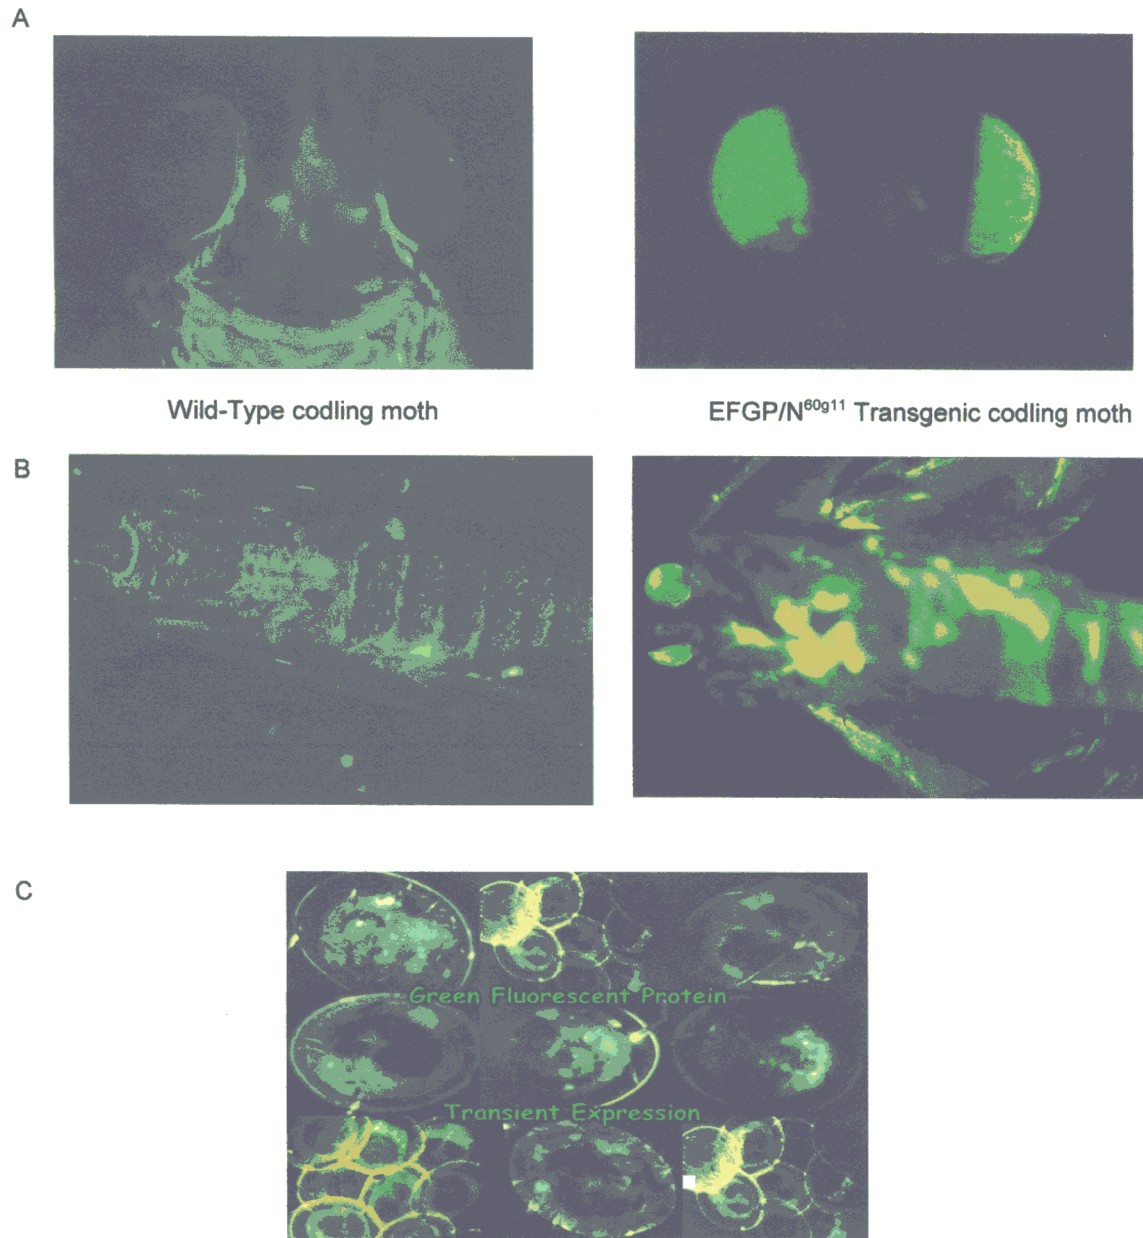 A
Wild-Type codling moth
EFGP/N60g11 Transgenic codling moth
B
C
Green Fluorescent Protein
Transient Expression